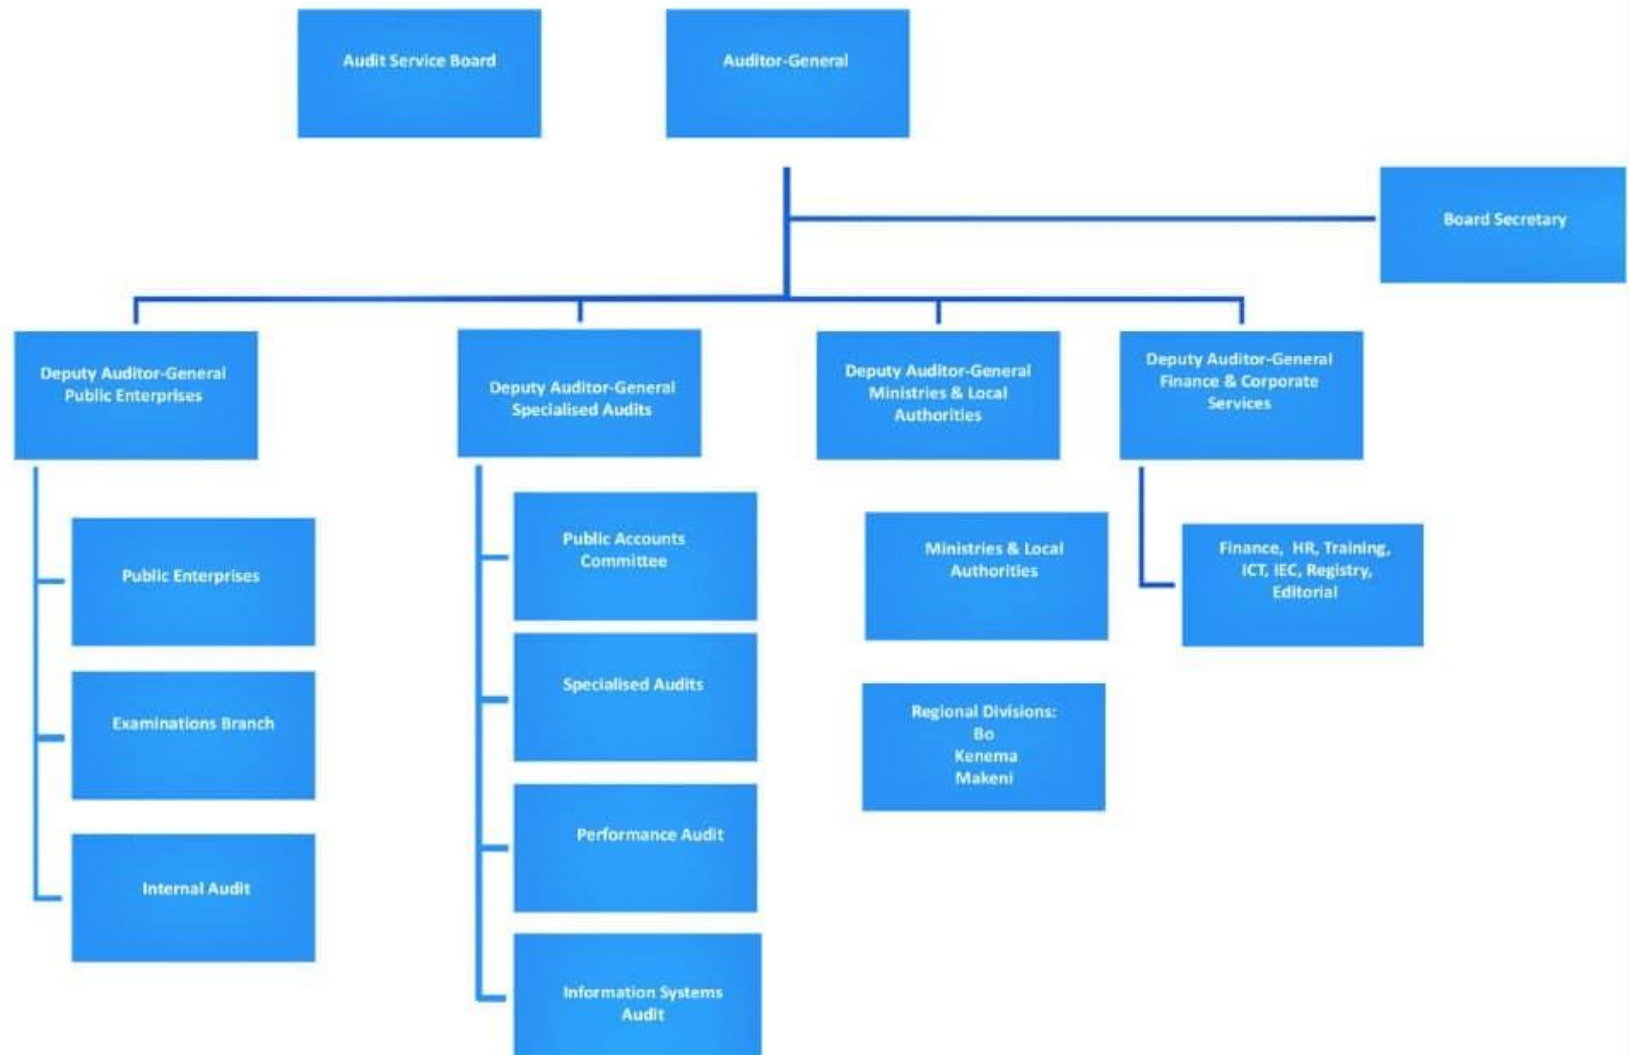 Audit Service Board
Auditor-General
Board Secretary
Deputy Auditor-General
Public Enterprises
Deputy Auditor-General
Specialised Audits
Deputy Auditor-General
Ministries & Local
Authorities
Deputy Auditor-General
Finance & Corporate
Services
Public Enterprises
Examinations Branch
Internal Audit
Public Accounts
Committee
Specialised Audits
Performance Audit
Information Systems
Audit
Ministries & Local
Authorities
Regional Divisions:
Bo
Kenema
Makeni
Finance, HR, Training,
ICT, IEC, Registry,
Editorial